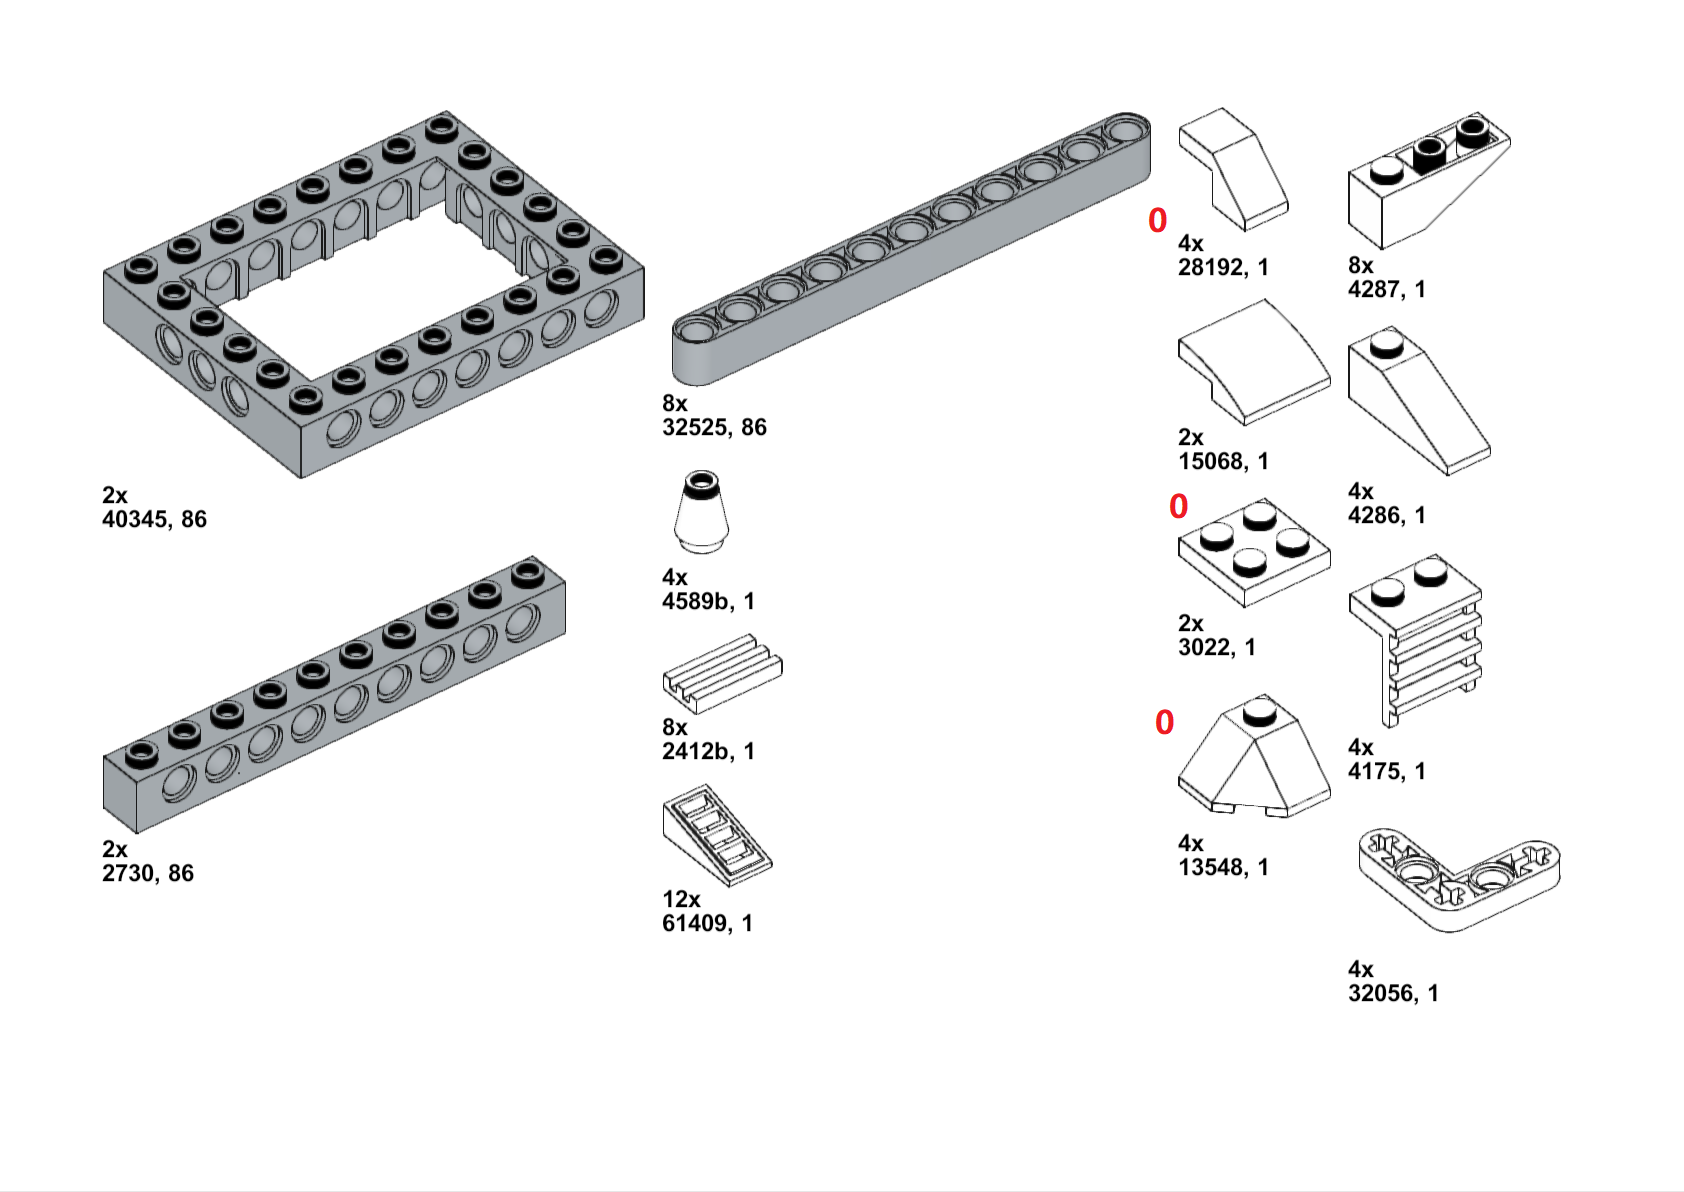 2x
40345, 86
2x
2730, 86
8x
32525, 86
4x
4589b, 1
8x
2412b, 1
12x
61409, 1
0
4x
28192, 1
2x
15068, 1
0
2x
3022, 1
0
4x
13548, 1
8x
4287, 1
4x
4286, 1
4x
4175, 1
4x
32056, 1